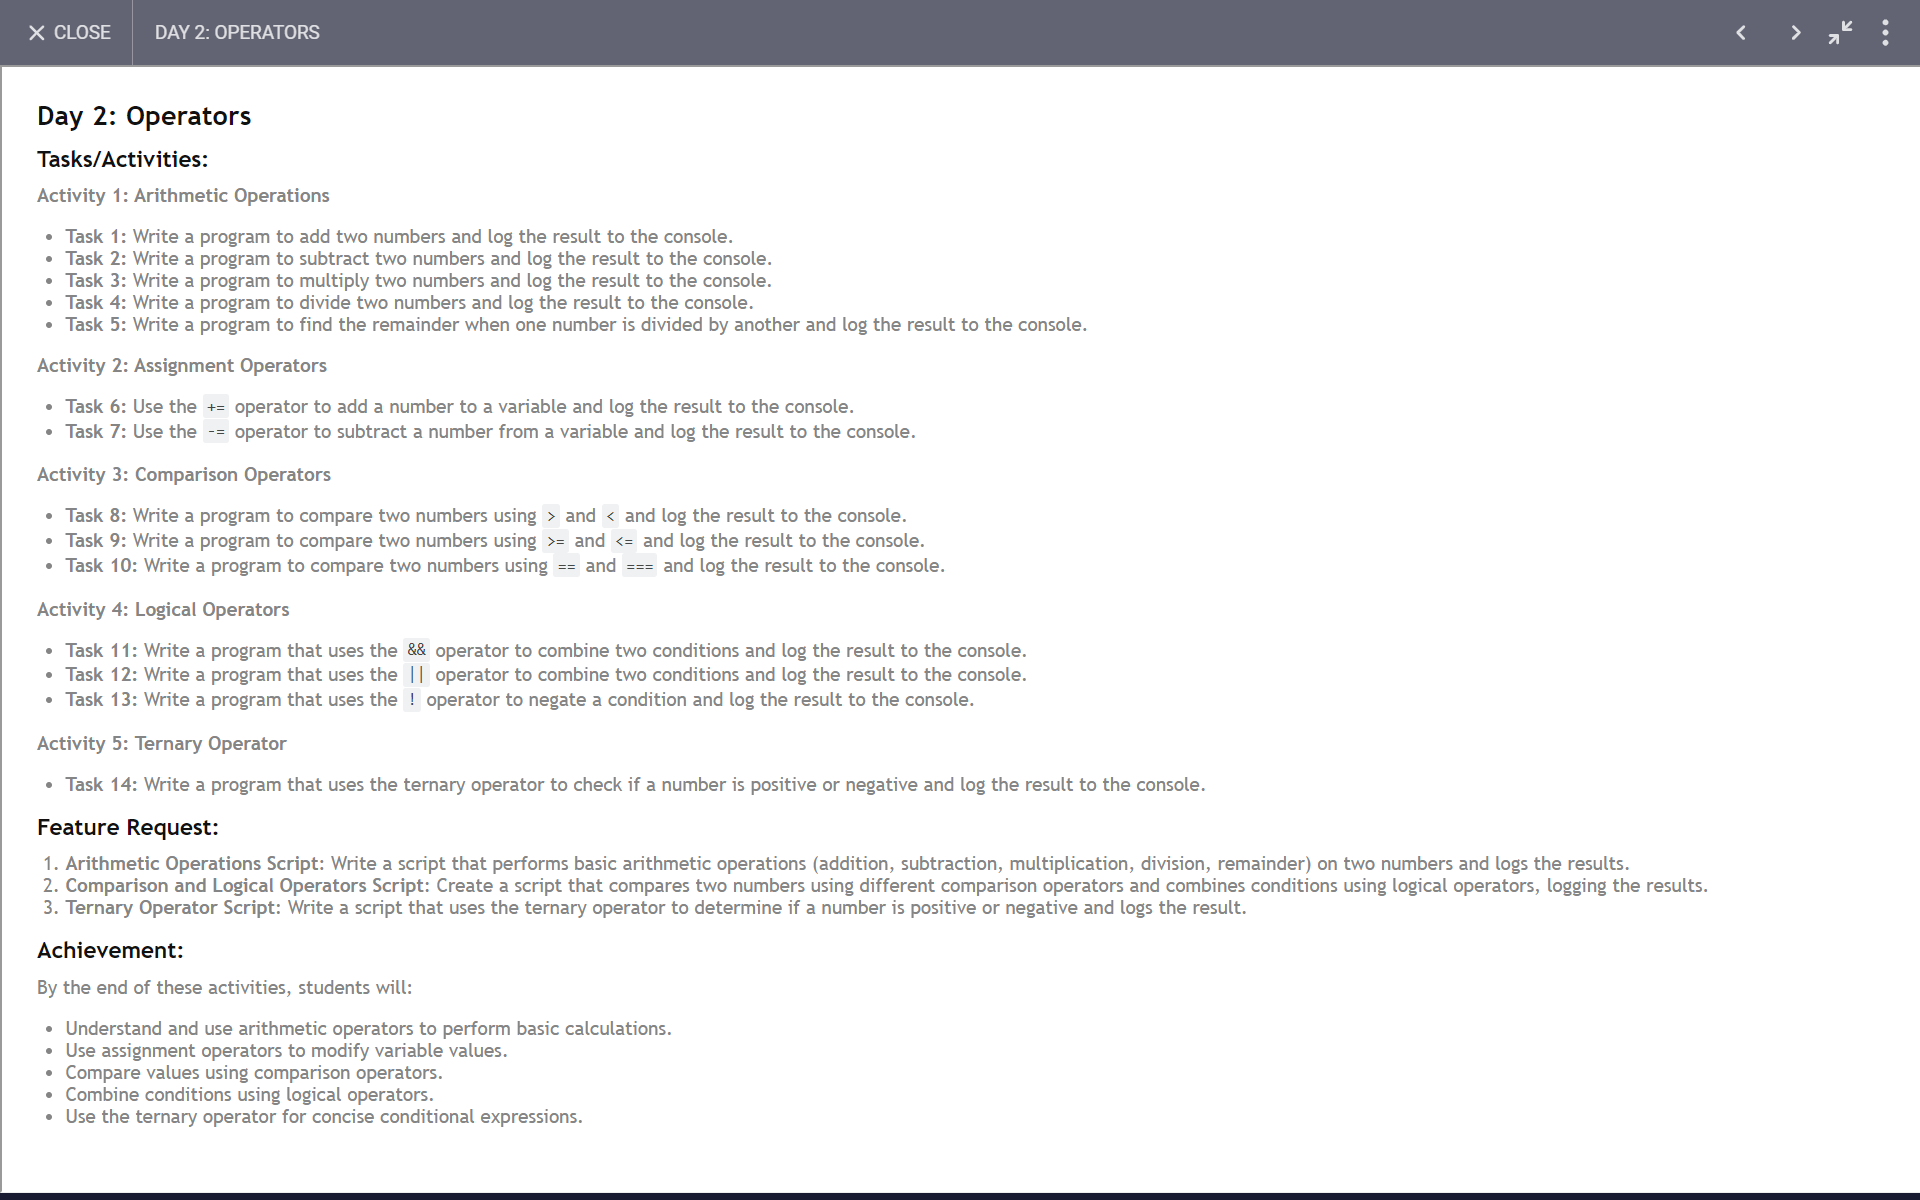 CLOSE
DAY 2: OPERATORS
Day 2: Operators
Tasks/Activities:
Activity 1: Arithmetic Operations
• Task 1: Write a program to add two numbers and log the result to the console.
• Task 2: Write a program to subtract two numbers and log the result to the console.
• Task 3: Write a program to multiply two numbers and log the result to the console.
• Task 4: Write a program to divide two numbers and log the result to the console.
• Task 5: Write a program to find the remainder when one number is divided by another and log the result to the console.
Activity 2: Assignment Operators
• Task 6: Use the += operator to add a number to a variable and log the result to the console.
• Task 7: Use the -= operator to subtract a number from a variable and log the result to the console.
Activity 3: Comparison Operators
• Task 8: Write a program to compare two numbers using > and < and log the result to the console.
• Task 9: Write a program to compare two numbers using >= and <= and log the result to the console.
• Task 10: Write a program to compare two numbers using == and === and log the result to the console.
Activity 4: Logical Operators
• Task 11: Write a program that uses the && operator to combine two conditions and log the result to the console.
• Task 12: Write a program that uses the || operator to combine two conditions and log the result to the console.
• Task 13: Write a program that uses the ! operator to negate a condition and log the result to the console.
Activity 5: Ternary Operator
• Task 14: Write a program that uses the ternary operator to check if a number is positive or negative and log the result to the console.
Feature Request:
1. Arithmetic Operations Script: Write a script that performs basic arithmetic operations (addition, subtraction, multiplication, division, remainder) on two numbers and logs the results.
2. Comparison and Logical Operators Script: Create a script that compares two numbers using different comparison operators and combines conditions using logical operators, logging the results.
3. Ternary Operator Script: Write a script that uses the ternary operator to determine if a number is positive or negative and logs the result.
Achievement:
By the end of these activities, students will:
• Understand and use arithmetic operators to perform basic calculations.
• Use assignment operators to modify variable values.
• Compare values using comparison operators.
• Combine conditions using logical operators.
• Use the ternary operator for concise conditional expressions.